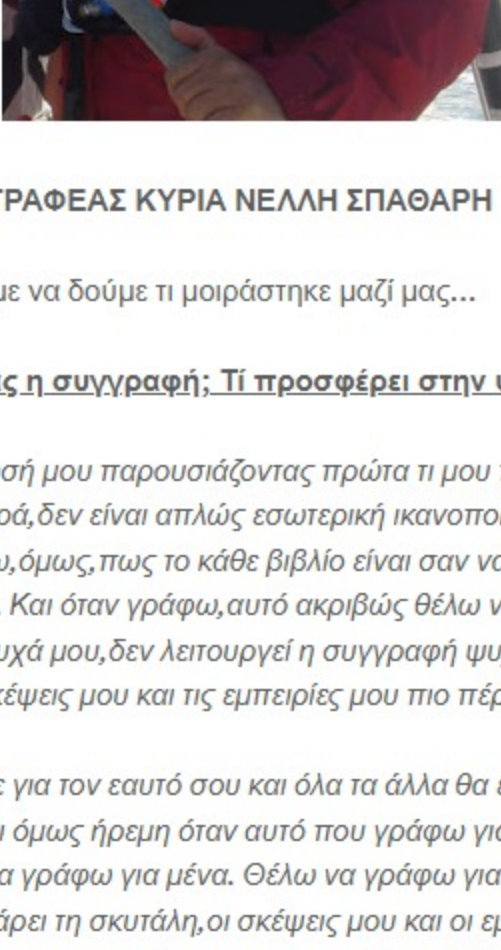 ΓΡΑΦΕΑΣ ΚΥΡΙΑ ΝΕΛΛΗ ΣΠΑΘΑΡΗ
με να δούμε τι μοιράστηκε μαζί μας...
ας η συγγραφή; Τί προσφέρει στην
σή μου παρουσιάζοντας πρώτα τι μου
ρά,δεν είναι απλώς εσωτερική ικανοποι
ω,όμως,πως το κάθε βιβλίο είναι σαν να
. Και όταν γράφω,αυτό ακριβώς θέλω ν
υχά μου,δεν λειτουργεί η συγγραφή ψυ
κέψεις μου και τις εμπειρίες μου πιο πέρ
ε για τον εαυτό σου και όλα τα άλλα θα
ι όμως ήρεμη όταν αυτό που γράφω για
α γράφω για μένα. Θέλω να γράφω για
άρει τη σκυτάλη,οι σκέψεις μου και οι εμ